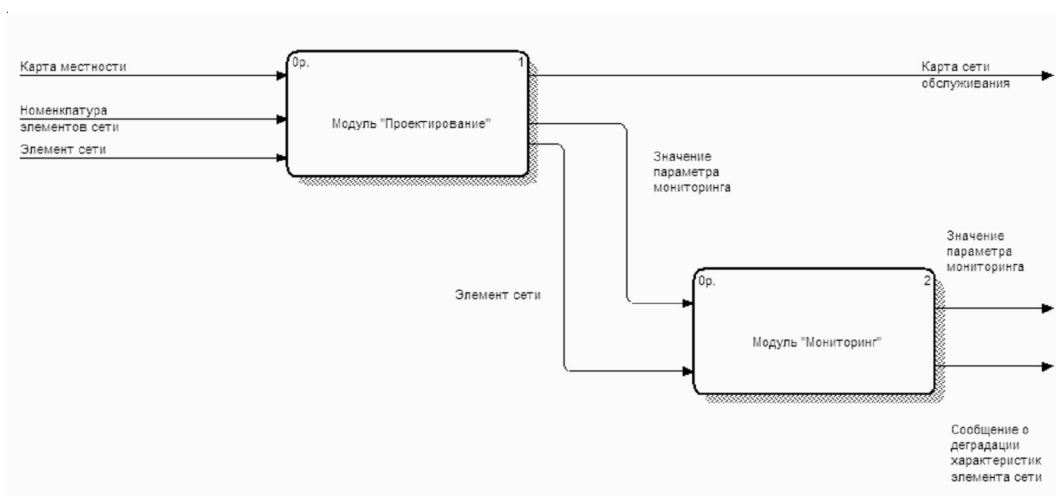 Карта местности
Номенклатура
элементов сети
Элемент сети
0р.
1
Модуль "Проектирование"
Карта сети
обслуживания
Значение
параметра
мониторинга
Элемент сети
Значение
параметра
мониторинга
0р.
2
Модуль "Мониторинг"
Сообщение о
деградации
характеристик
элемента сети